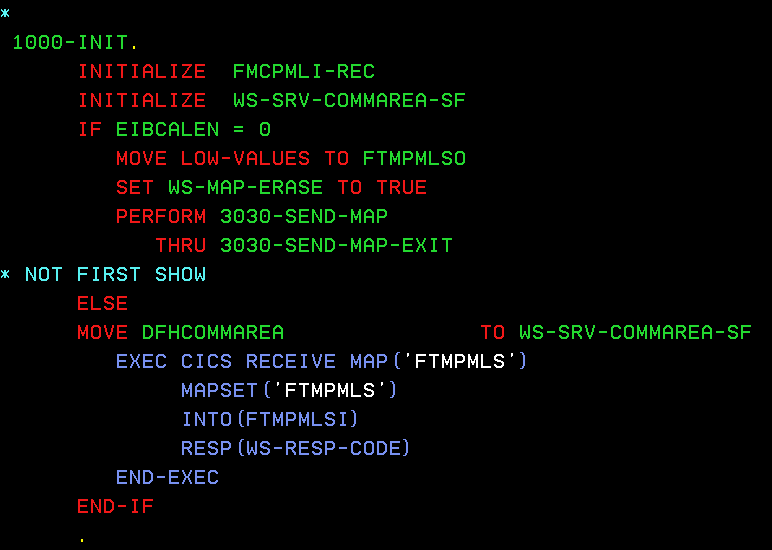 *
 1000-INIT.
      INITIALIZE  FMCPMLI-REC
      INITIALIZE  WS-SRV-COMMAREA-SF
      IF EIBCALEN = 0
         MOVE LOW-VALUES TO FTMPMLSO
         SET WS-MAP-ERASE TO TRUE
         PERFORM 3030-SEND-MAP
            THRU 3030-SEND-MAP-EXIT
* NOT FIRST SHOW
      ELSE
      MOVE DFHCOMMAREA               TO WS-SRV-COMMAREA-SF
         EXEC CICS RECEIVE MAP('FTMPMLS')
              MAPSET('FTMPMLS')
              INTO(FTMPMLSI)
              RESP(WS-RESP-CODE)
         END-EXEC
      END-IF
      .